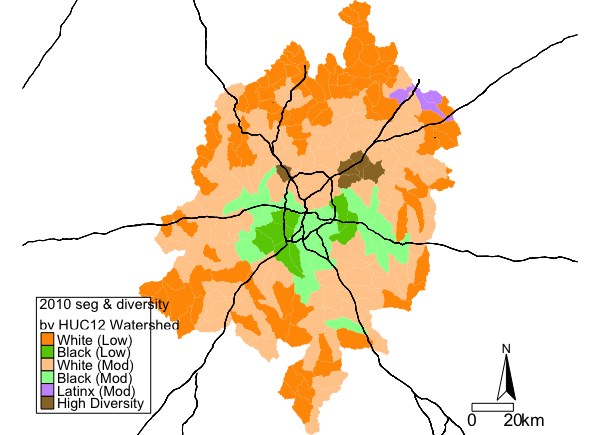 2010 seg & diversity
by HUC12 Watershed
White (Low)
Black (Low)
White (Mod)
Black (Mod)
Latinx (Mod)
High Diversity
N
0 20km